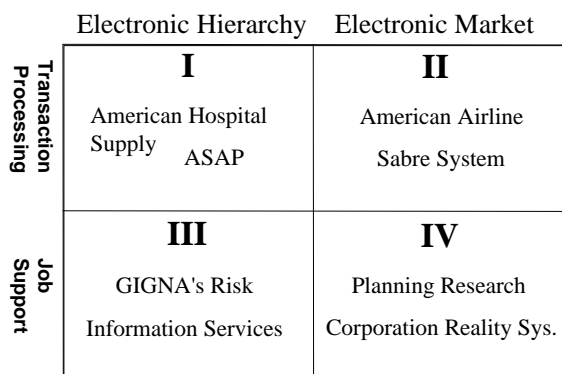 Electronic Hierarchy Electronic Market
Transaction
Processing
I
American Hospital
Supply ASAP
II
American Airline
Sabre System
Job
Support
III
GIGNA's Risk
Information Services
IV
Planning Research
Corporation Reality Sys.